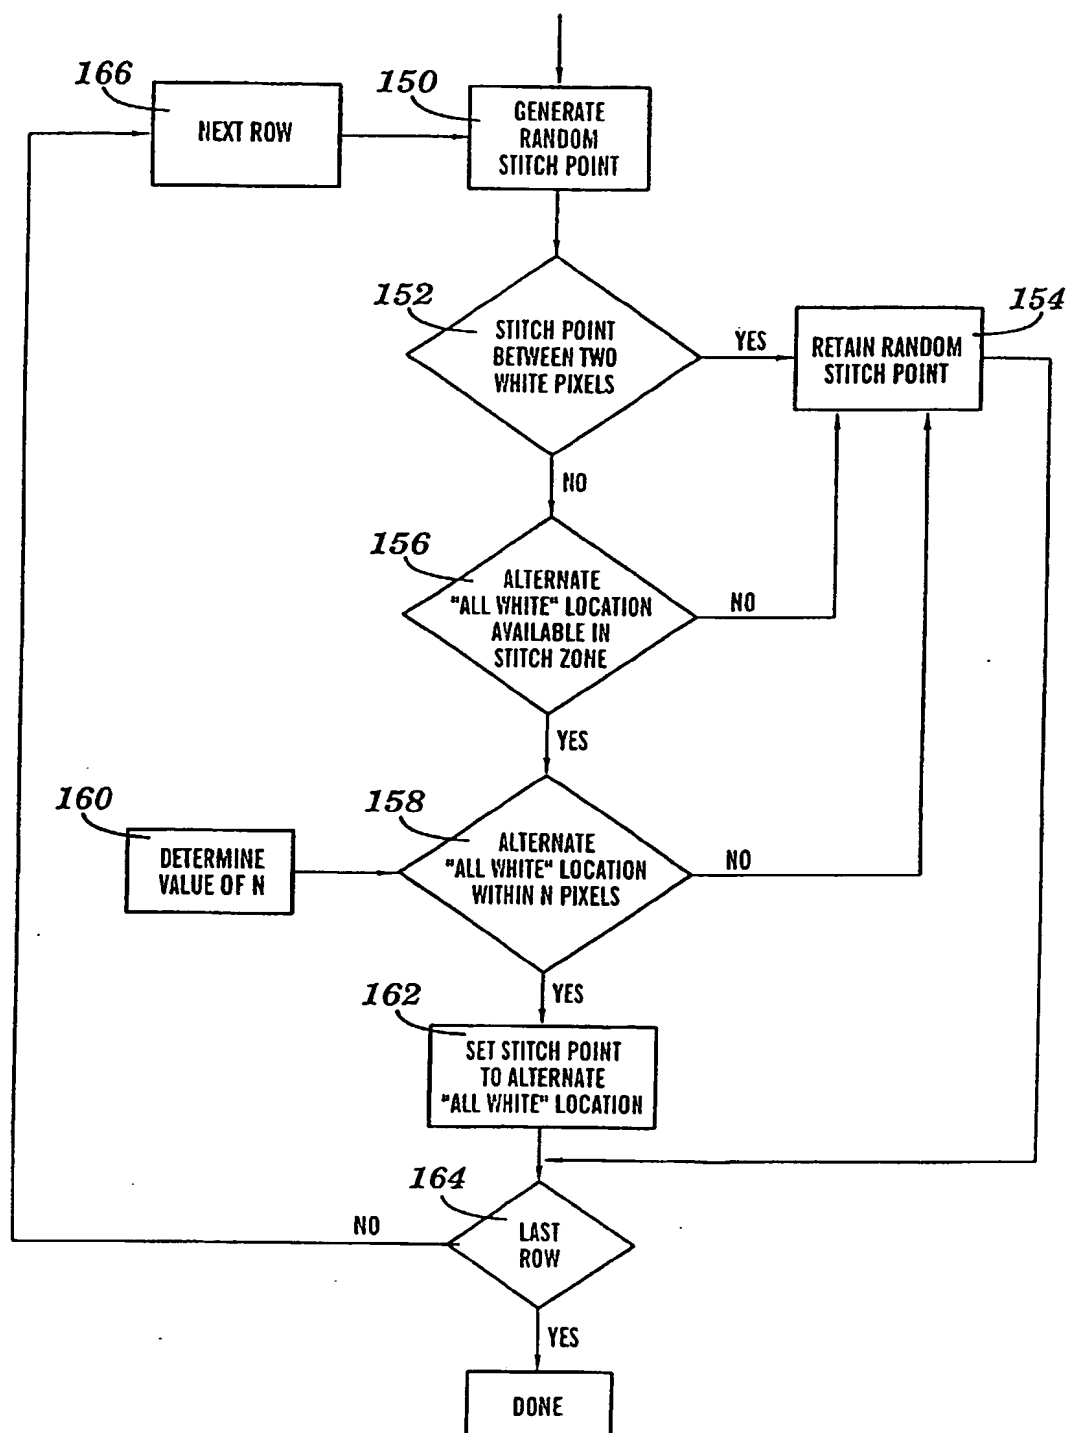 166
NEXT ROW
150
GENERATE
RANDOM
STITCH POINT
152
STITCH POINT
BETWEEN TWO
WHITE PIXELS
YES
154
RETAIN RANDOM
STITCH POINT
NO
156
ALTERNATE
"ALL WHITE" LOCATION
AVAILABLE IN
STITCH ZONE
NO
YES
160
DETERMINE
VALUE OF N
158
ALTERNATE
"ALL WHITE" LOCATION
WITHIN N PIXELS
NO
YES
162
SET STITCH POINT
TO ALTERNATE
"ALL WHITE" LOCATION
164
LAST
ROW
NO
YES
DONE